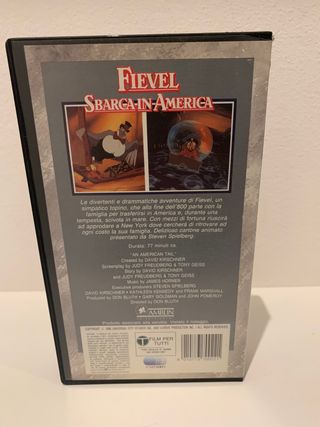 FIEVEL
SBARCA-IN-AMERICA
Le divertenti e drammatiche avventure di Fievel, un
simpatico topino, che alla fine dell'800 parte con la
famiglia per trasferirsi in America e, durante una
tempesta, scivola in mare. Con mezzi di fortuna riuscirà
ad approdare a New York dove cercherà di ritrovare ad
ogni costo la sua famiglia. Delizioso cartone animato
presentato da Steven Spielberg.
Durata: 77 minuti ca.
"AN AMERICAN TAIL"
Created by DAVID KIRSCHNER
Screenplay by JUDY FREUDBERG & TONY GEISS
Story by DAVID KIRSCHNER
and JUDY FREUDBERG & TONY GEISS
Music by JAMES HORNER
Executive producers STEVEN SPIELBERG
DAVID KIRSCHNER • KATHLEEN KENNEDY and FRANK MARSHALL
Produced by DON BLUTH • GARY GOLDMAN and JOHN POMEROY
Directed by DON BLUTH
AMBLIN
FILM PER
TUTTI